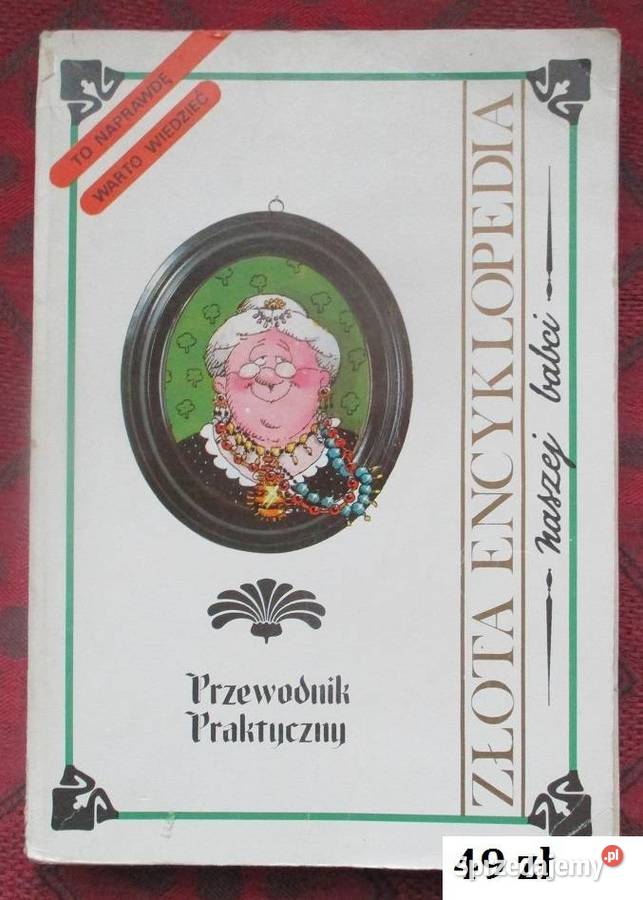 TO NAPRAWDĘ
WARTO WIEDZIEĆ
ZŁOTA ENCYKLOPEDIA
naszej babci
Przewodnik
Praktyczny
49 zł
Sprzedajemy.pl